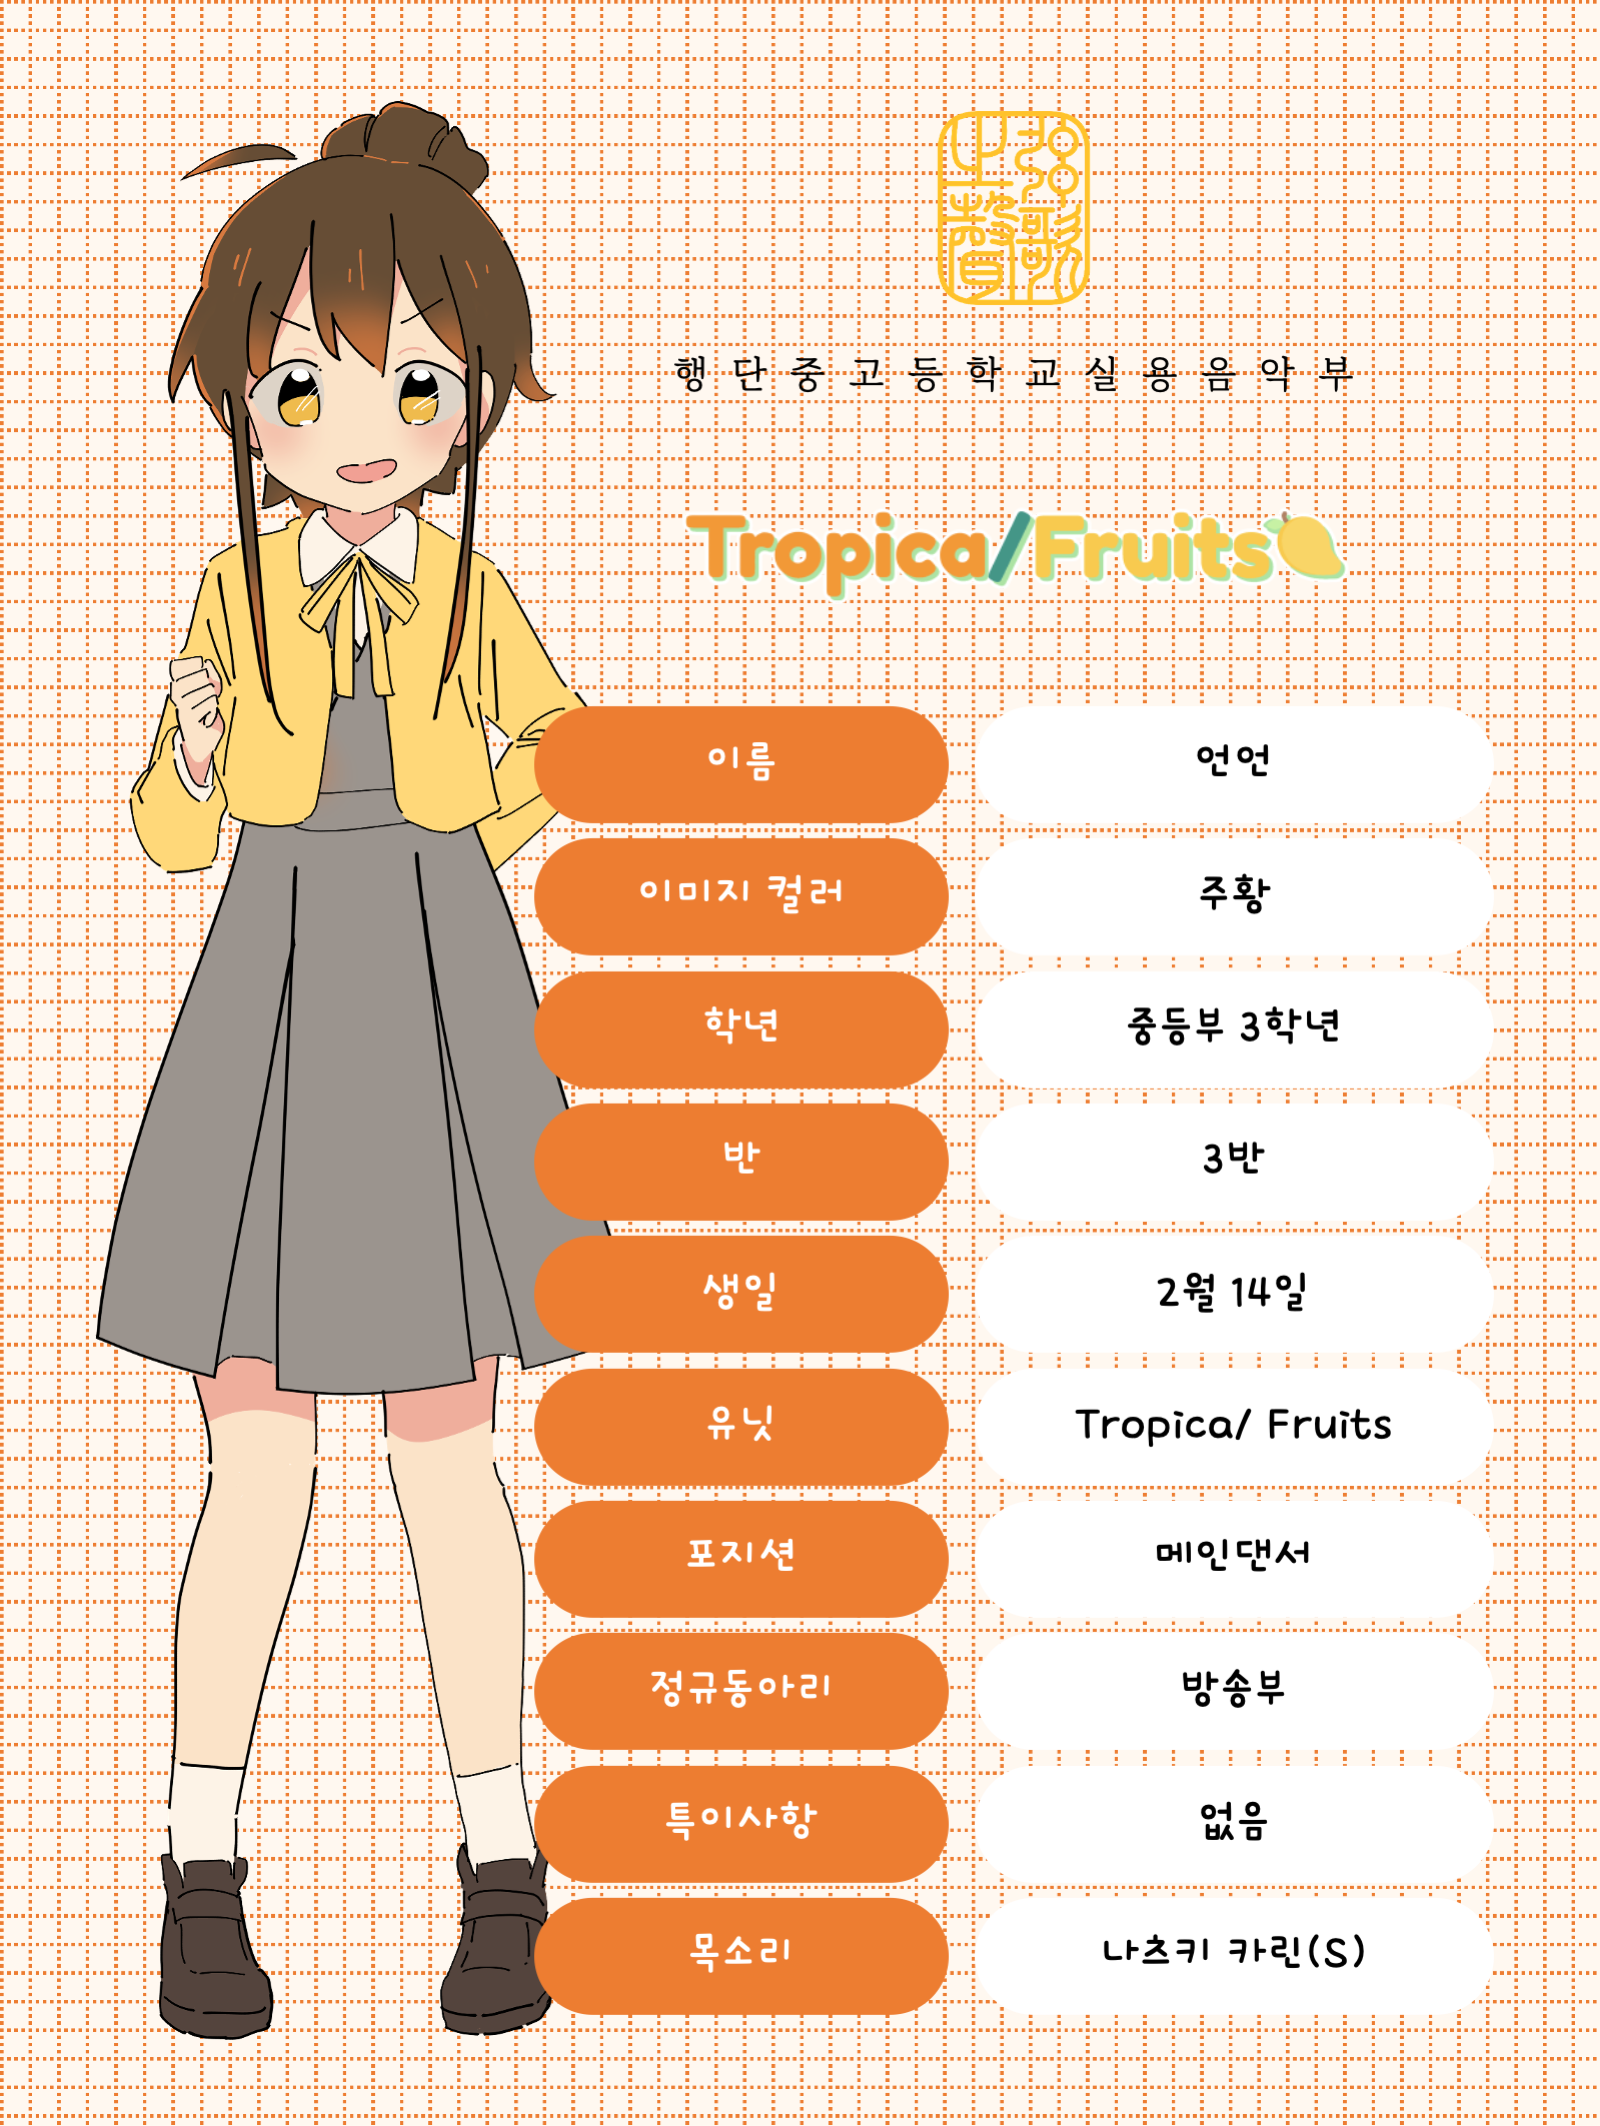 행단중고등학교실용음악부
Tropica/Fruits
이름 언언
이미지 컬러 주황
학년 중등부 3학년
반 3반
생일 2월 14일
유닛 Tropica/ Fruits
포지션 메인댄서
정규동아리 방송부
특이사항 없음
목소리 나츠키 카린(S)